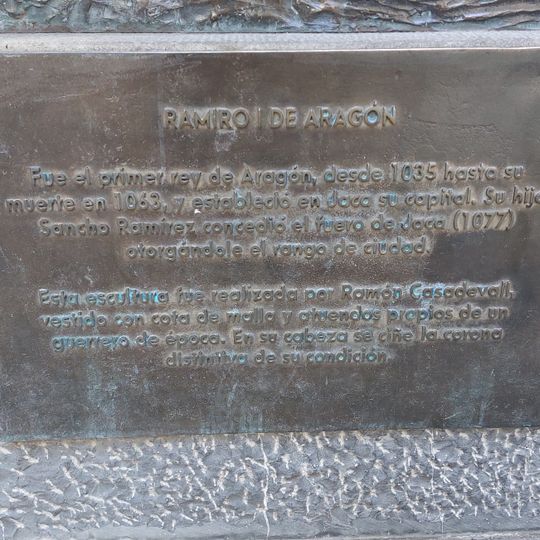 RAMIRO I DE ARAGÓN
Fue el primer rey de Aragón, desde 1035 hasta su
muerte en 1063, y estableció en Jaca su capital. Su hijo
Sancho Ramírez concedió el fuero de Jaca (1077)
otorgándole el rango de ciudad.
Esta escultura fue realizada por Ramón Casadevall,
vestido con cota de malla y atuendos propios de un
guerrero de época. En su cabeza se ciñe la corona
distintiva de su condición